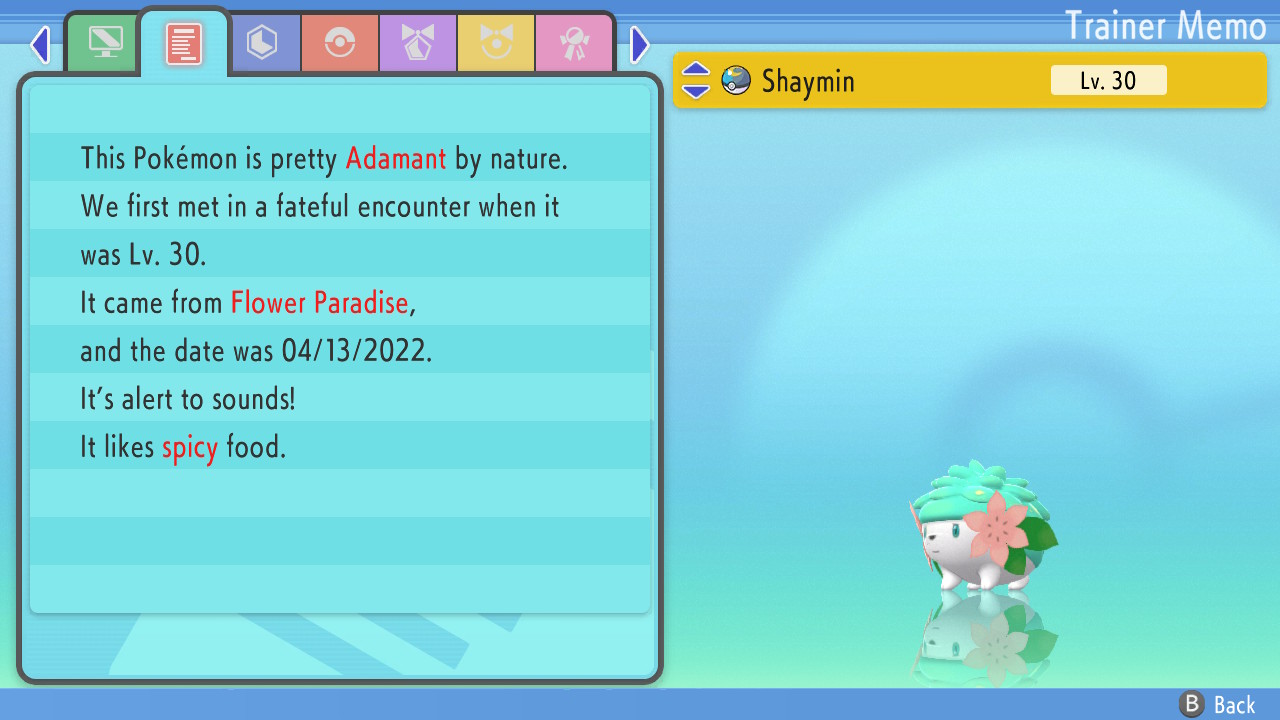 Trainer Memo
Shaymin
Lv. 30
This Pokémon is pretty Adamant by nature.
We first met in a fateful encounter when it
was Lv. 30.
It came from Flower Paradise,
and the date was 04/13/2022.
It's alert to sounds!
It likes spicy food.
B Back